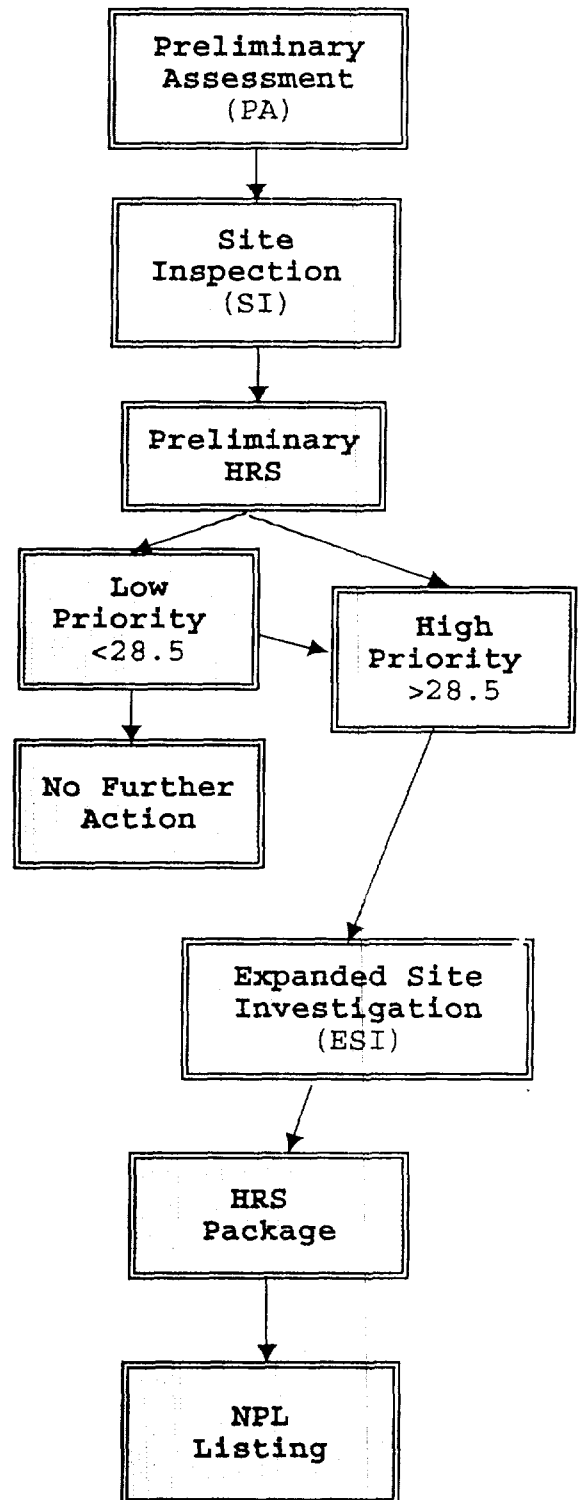 Preliminary
Assessment
(PA)
Site
Inspection
(SI)
Preliminary
HRS
Low
Priority
<28.5
High
Priority
>28.5
No Further
Action
Expanded Site
Investigation
(ESI)
HRS
Package
NPL
Listing